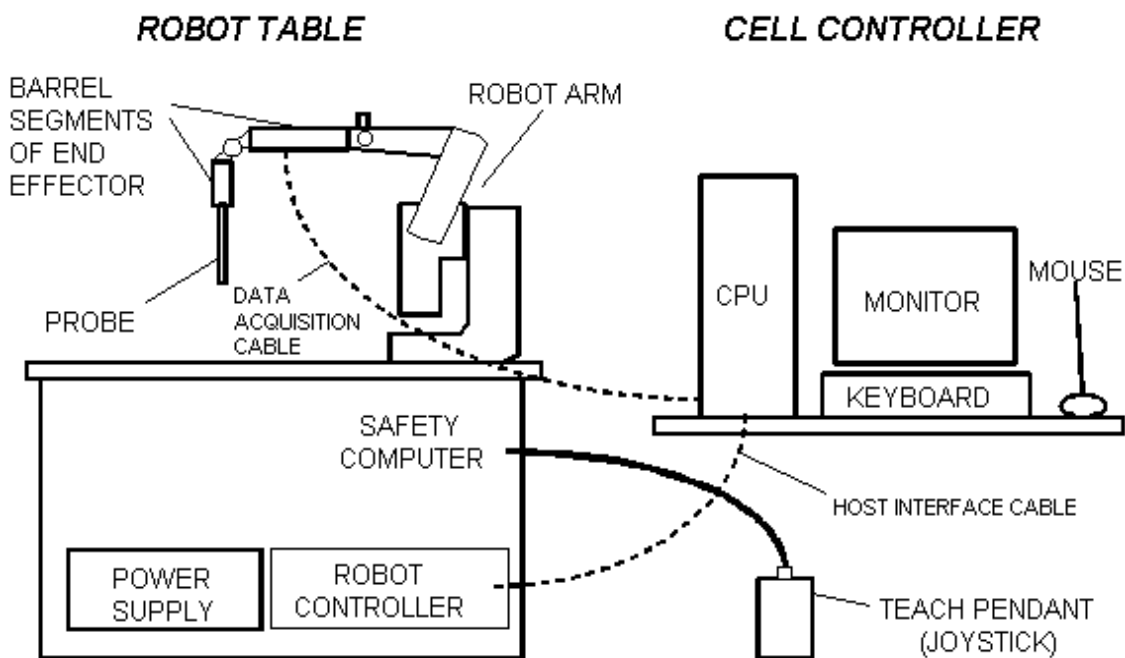 ROBOT TABLE
CELL CONTROLLER
BARREL
SEGMENTS
OF END
EFFECTOR
ROBOT ARM
PROBE
DATA
ACQUISITION
CABLE
CPU
MONITOR
MOUSE
KEYBOARD
SAFETY
COMPUTER
HOST INTERFACE CABLE
POWER
SUPPLY
ROBOT
CONTROLLER
TEACH PENDANT
(JOYSTICK)